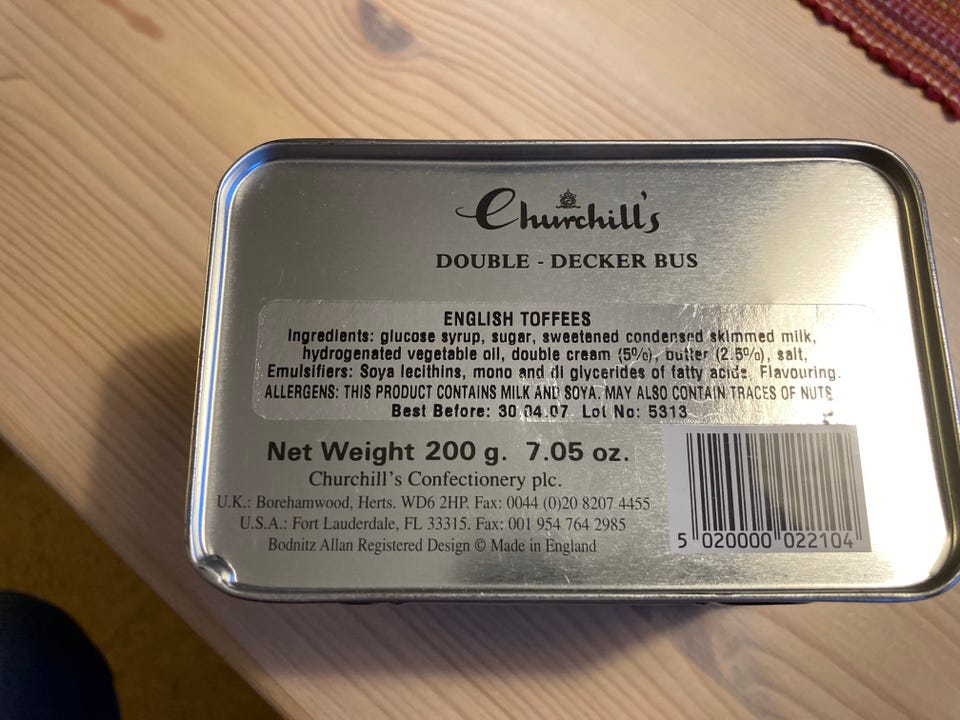 Churchill's
DOUBLE - DECKER BUS
ENGLISH TOFFEES
Ingredients: glucose syrup, sugar, sweetened condensed skimmed milk,
hydrogenated vegetable oil, double cream (5%), butter (2.5%), salt,
Emulsifiers: Soya lecithins, mono and di glycerides of fatty acids. Flavouring.
ALLERGENS: THIS PRODUCT CONTAINS MILK AND SOYA. MAY ALSO CONTAIN TRACES OF NUTS.
Best Before: 30.04.07 Lot No: 5313
Net Weight 200 g. 7.05 oz.
Churchill's Confectionery plc.
U.K.: Borehamwood, Herts. WD6 2HP. Fax: 0044 (0)20 8207 4455
U.S.A.: Fort Lauderdale, FL 33315. Fax: 001 954 764 2985
Bodnitz Allan Registered Design © Made in England
5 020000 022104